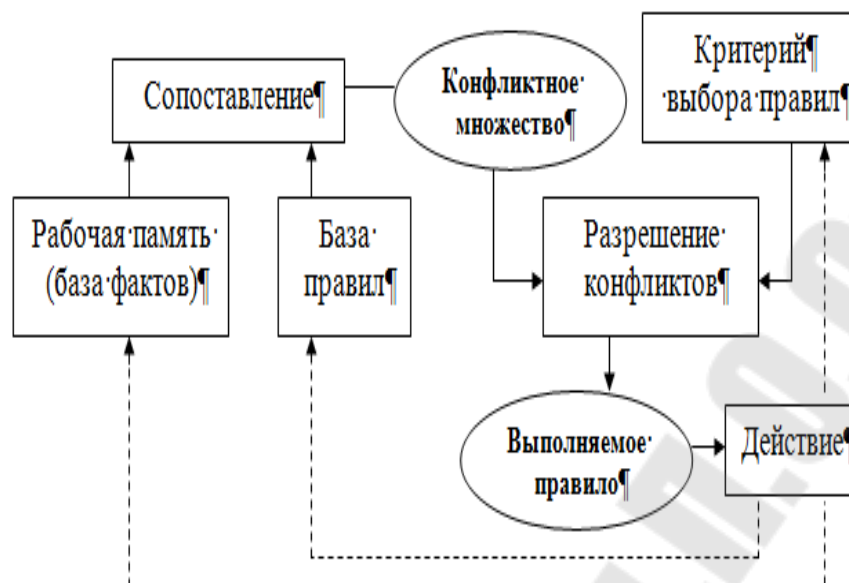 Сопоставление¶
Конфликтное·
множество¶
Критерий¶
·выбора·правил¶
Рабочая·память·
(база·фактов)¶
База·
правил¶
Разрешение·
конфликтов¶
Выполняемое·
правило¶
Действие¶